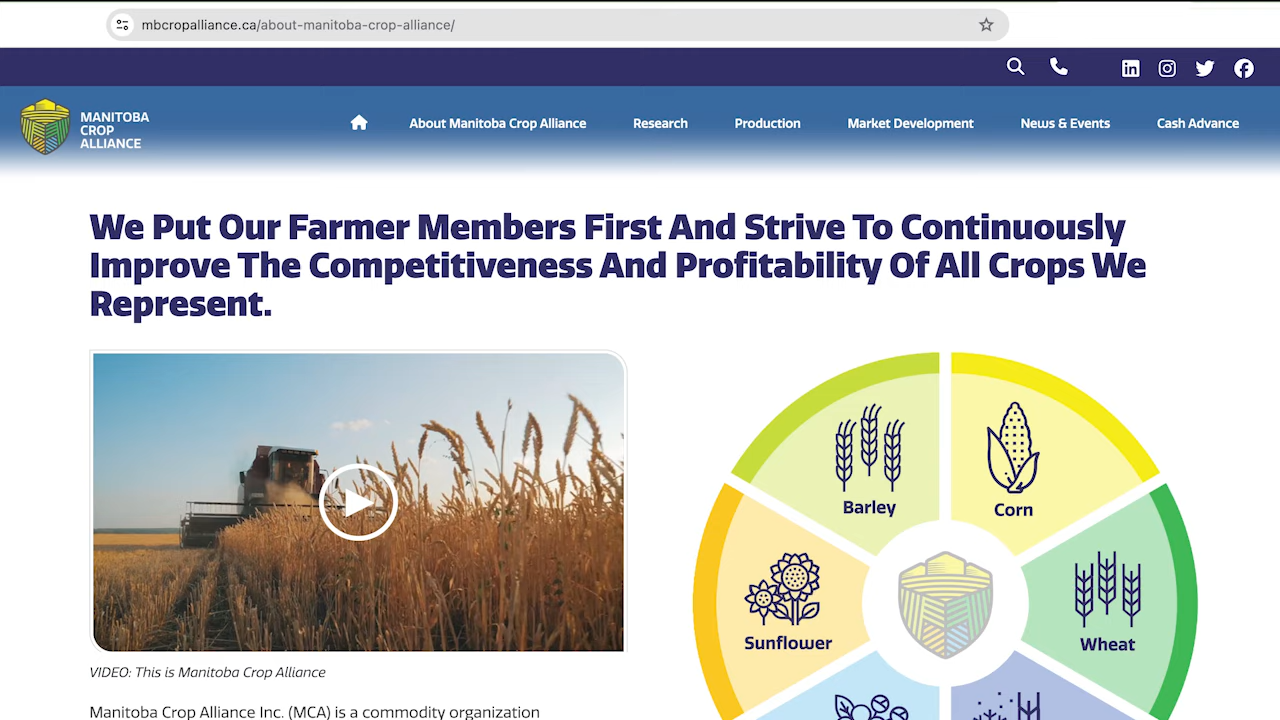 mbcropalliance.ca/about-manitoba-crop-alliance/
MANITOBA
CROP
ALLIANCE
About Manitoba Crop Alliance
Research
Production
Market Development
News & Events
Cash Advance
We Put Our Farmer Members First And Strive To Continuously
Improve The Competitiveness And Profitability Of All Crops We
Represent.
Barley
Corn
Sunflower
Wheat
VIDEO: This is Manitoba Crop Alliance
Manitoba Crop Alliance Inc. (MCA) is a commodity organization